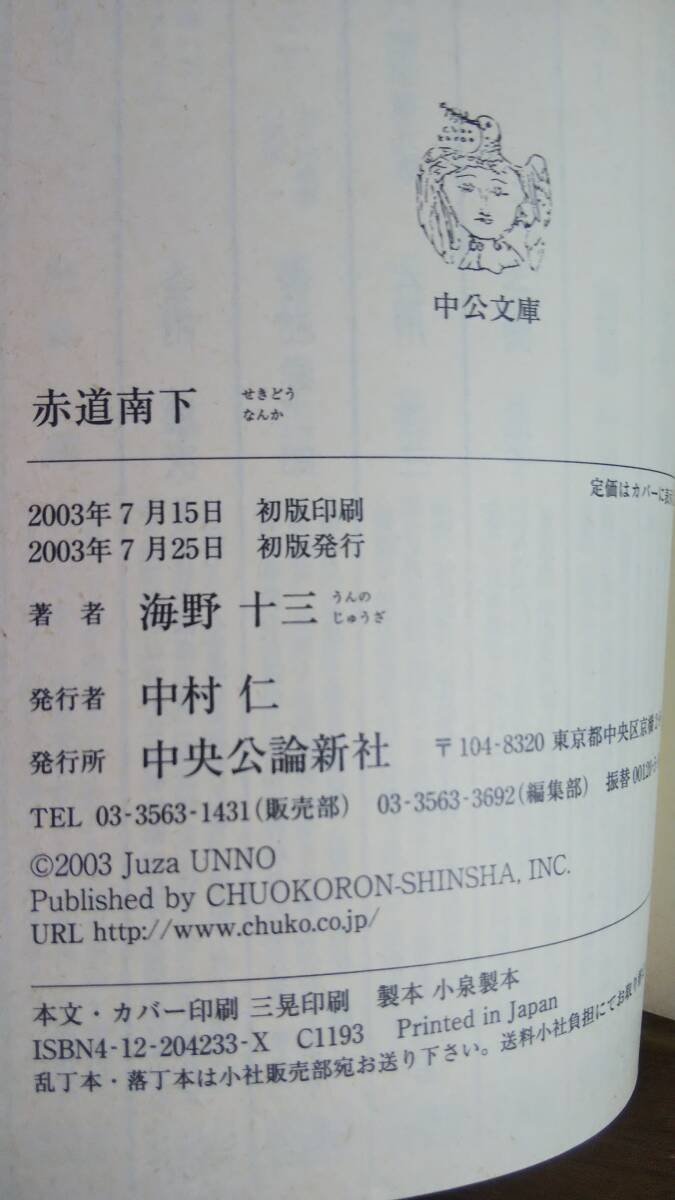 中公文庫
赤道南下 せきどう
なんか
定価はカバーに表
2003年7月15日 初版印刷
2003年7月25日 初版発行
著者 海野 十三 うんの
じゅうざ
発行者 中村 仁
発行所 中央公論新社 〒104-8320 東京都中央区京橋
TEL 03-3563-1431(販売部) 03-3563-3692(編集部) 振替00120-5
©2003 Juza UNNO
Published by CHUOKORON-SHINSHA, INC.
URL http://www.chuko.co.jp/
本文・カバー印刷 三晃印刷 製本 小泉製本
ISBN4-12-204233-X C1193 Printed in Japan
乱丁本・落丁本は小社販売部宛お送り下さい。送料小社負担にてお取り替